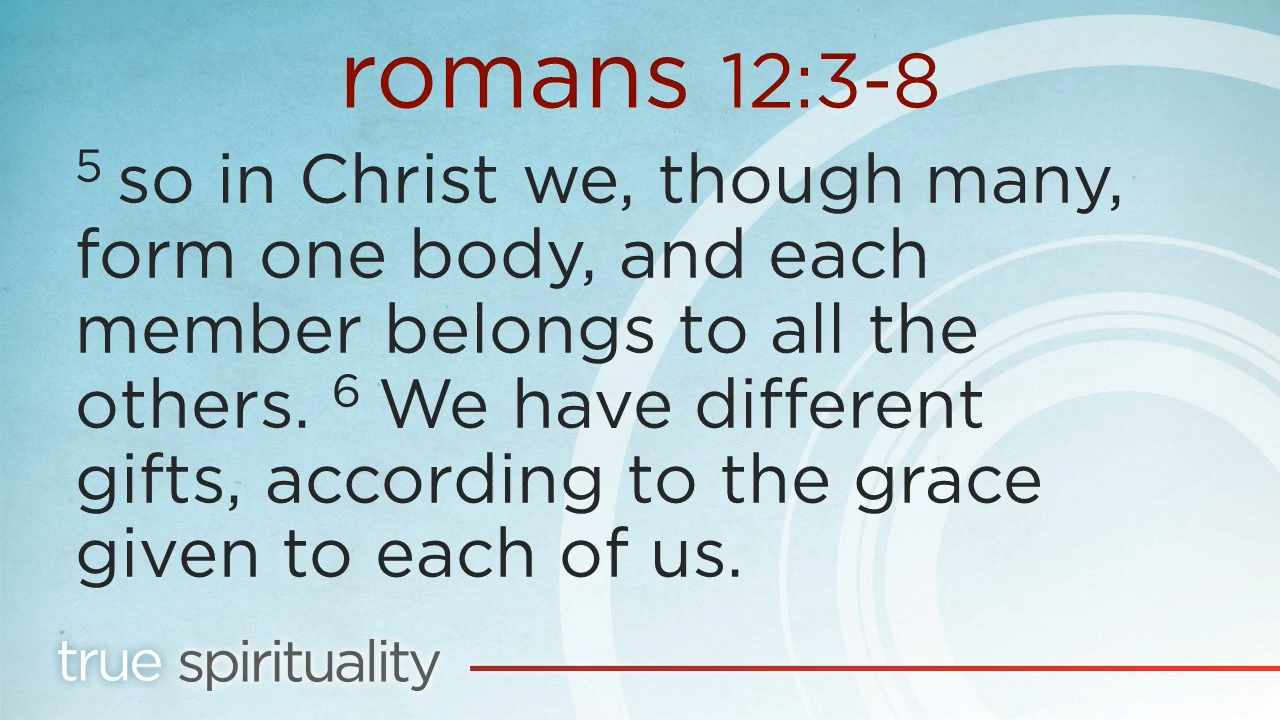 romans 12:3-8
5 so in Christ we, though many,
form one body, and each
member belongs to all the
others. 6 We have different
gifts, according to the grace
given to each of us.
true spirituality